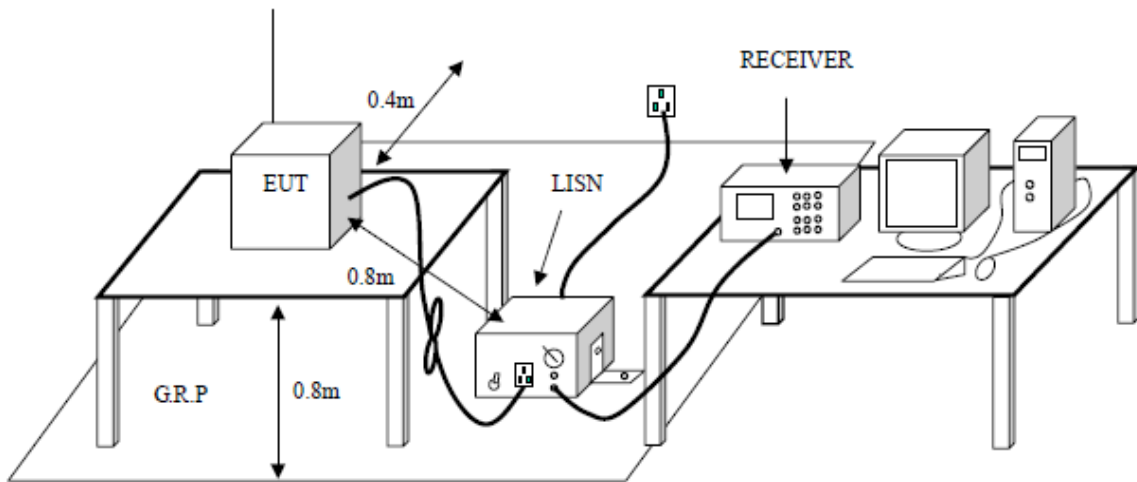 RECEIVER
0.4m
EUT
LISN
0.8m
G.R.P
0.8m